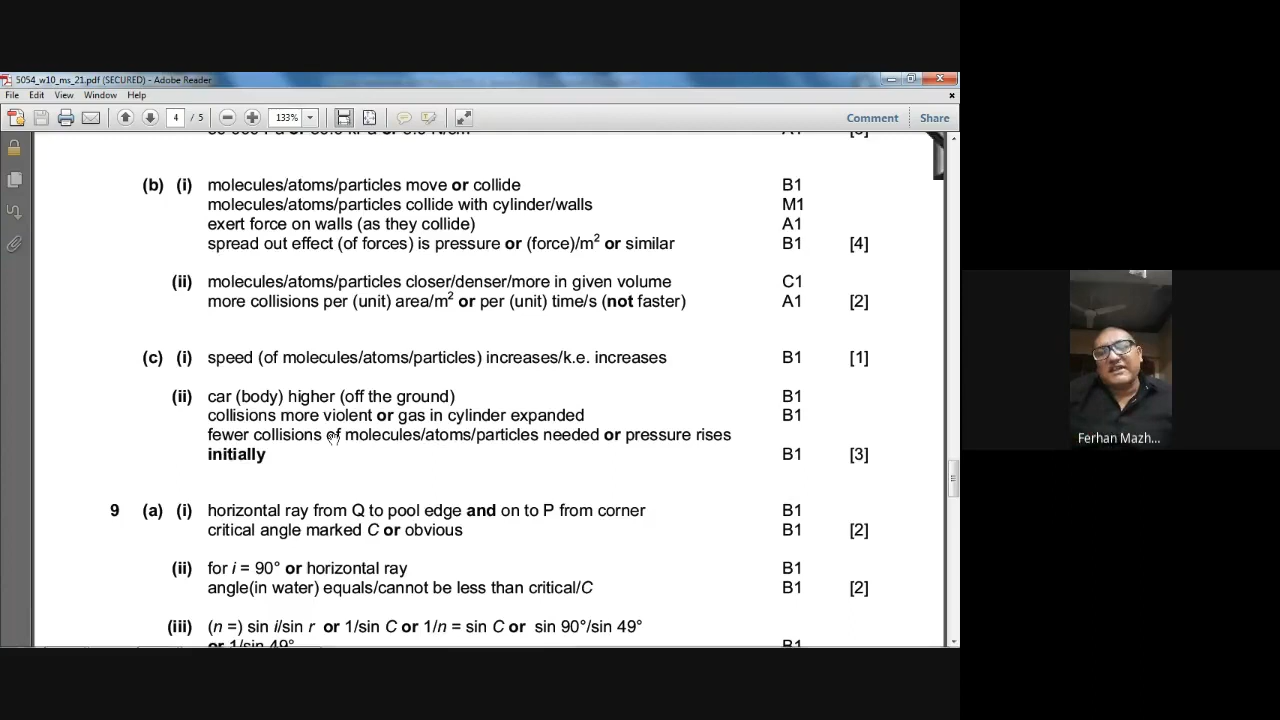 5054_w10_ms_21.pdf (SECURED) - Adobe Reader
File Edit View Window Help
4 / 5 133% Comment Share
(b) (i) molecules/atoms/particles move or collide B1
molecules/atoms/particles collide with cylinder/walls M1
exert force on walls (as they collide) A1
spread out effect (of forces) is pressure or (force)/m² or similar B1 [4]
(ii) molecules/atoms/particles closer/denser/more in given volume C1
more collisions per (unit) area/m² or per (unit) time/s (not faster) A1 [2]
(c) (i) speed (of molecules/atoms/particles) increases/k.e. increases B1 [1]
(ii) car (body) higher (off the ground) B1
collisions more violent or gas in cylinder expanded B1
fewer collisions of molecules/atoms/particles needed or pressure rises
initially B1 [3]
9 (a) (i) horizontal ray from Q to pool edge and on to P from corner B1
critical angle marked C or obvious B1 [2]
(ii) for i = 90° or horizontal ray B1
angle(in water) equals/cannot be less than critical/C B1 [2]
(iii) (n =) sin i/sin r or 1/sin C or 1/n = sin C or sin 90°/sin 49°
or 1/sin 49° B1
Ferhan Mazh...